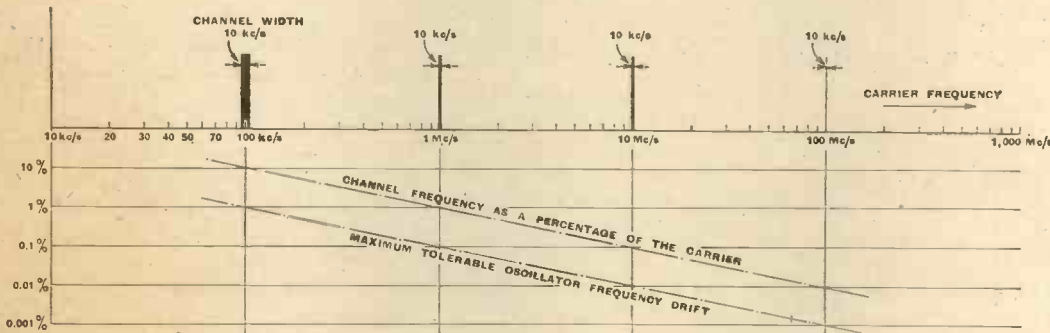 CHANNEL WIDTH
10 kc/s
10 kc/s
10 kc/s
10 kc/s
CARRIER FREQUENCY
10 kc/s 20 30 40 50 70 100 kc/s 1 Mc/s 10 Mc/s 100 Mc/s 1,000 Mc/s
10%
1%
0.1%
0.01%
0.001%
CHANNEL FREQUENCY AS A PERCENTAGE OF THE CARRIER
MAXIMUM TOLERABLE OSCILLATOR FREQUENCY DRIFT